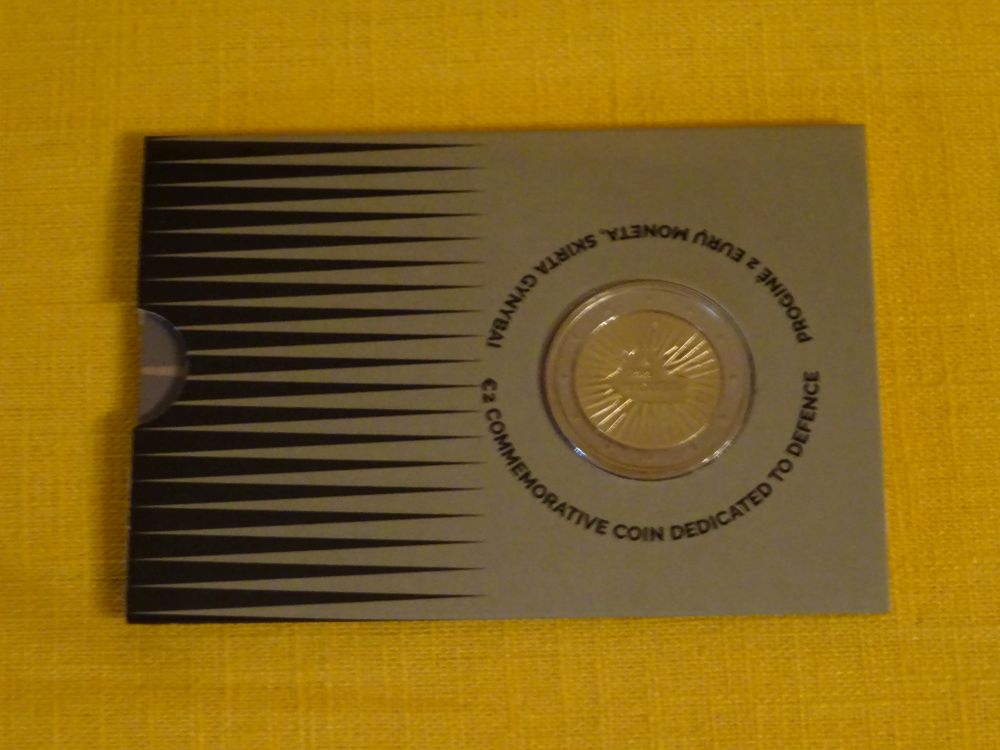 PROGINĖ 2 EURŲ MONETA, SKIRTA GYNYBAI
€2 COMMEMORATIVE COIN DEDICATED TO DEFENCE